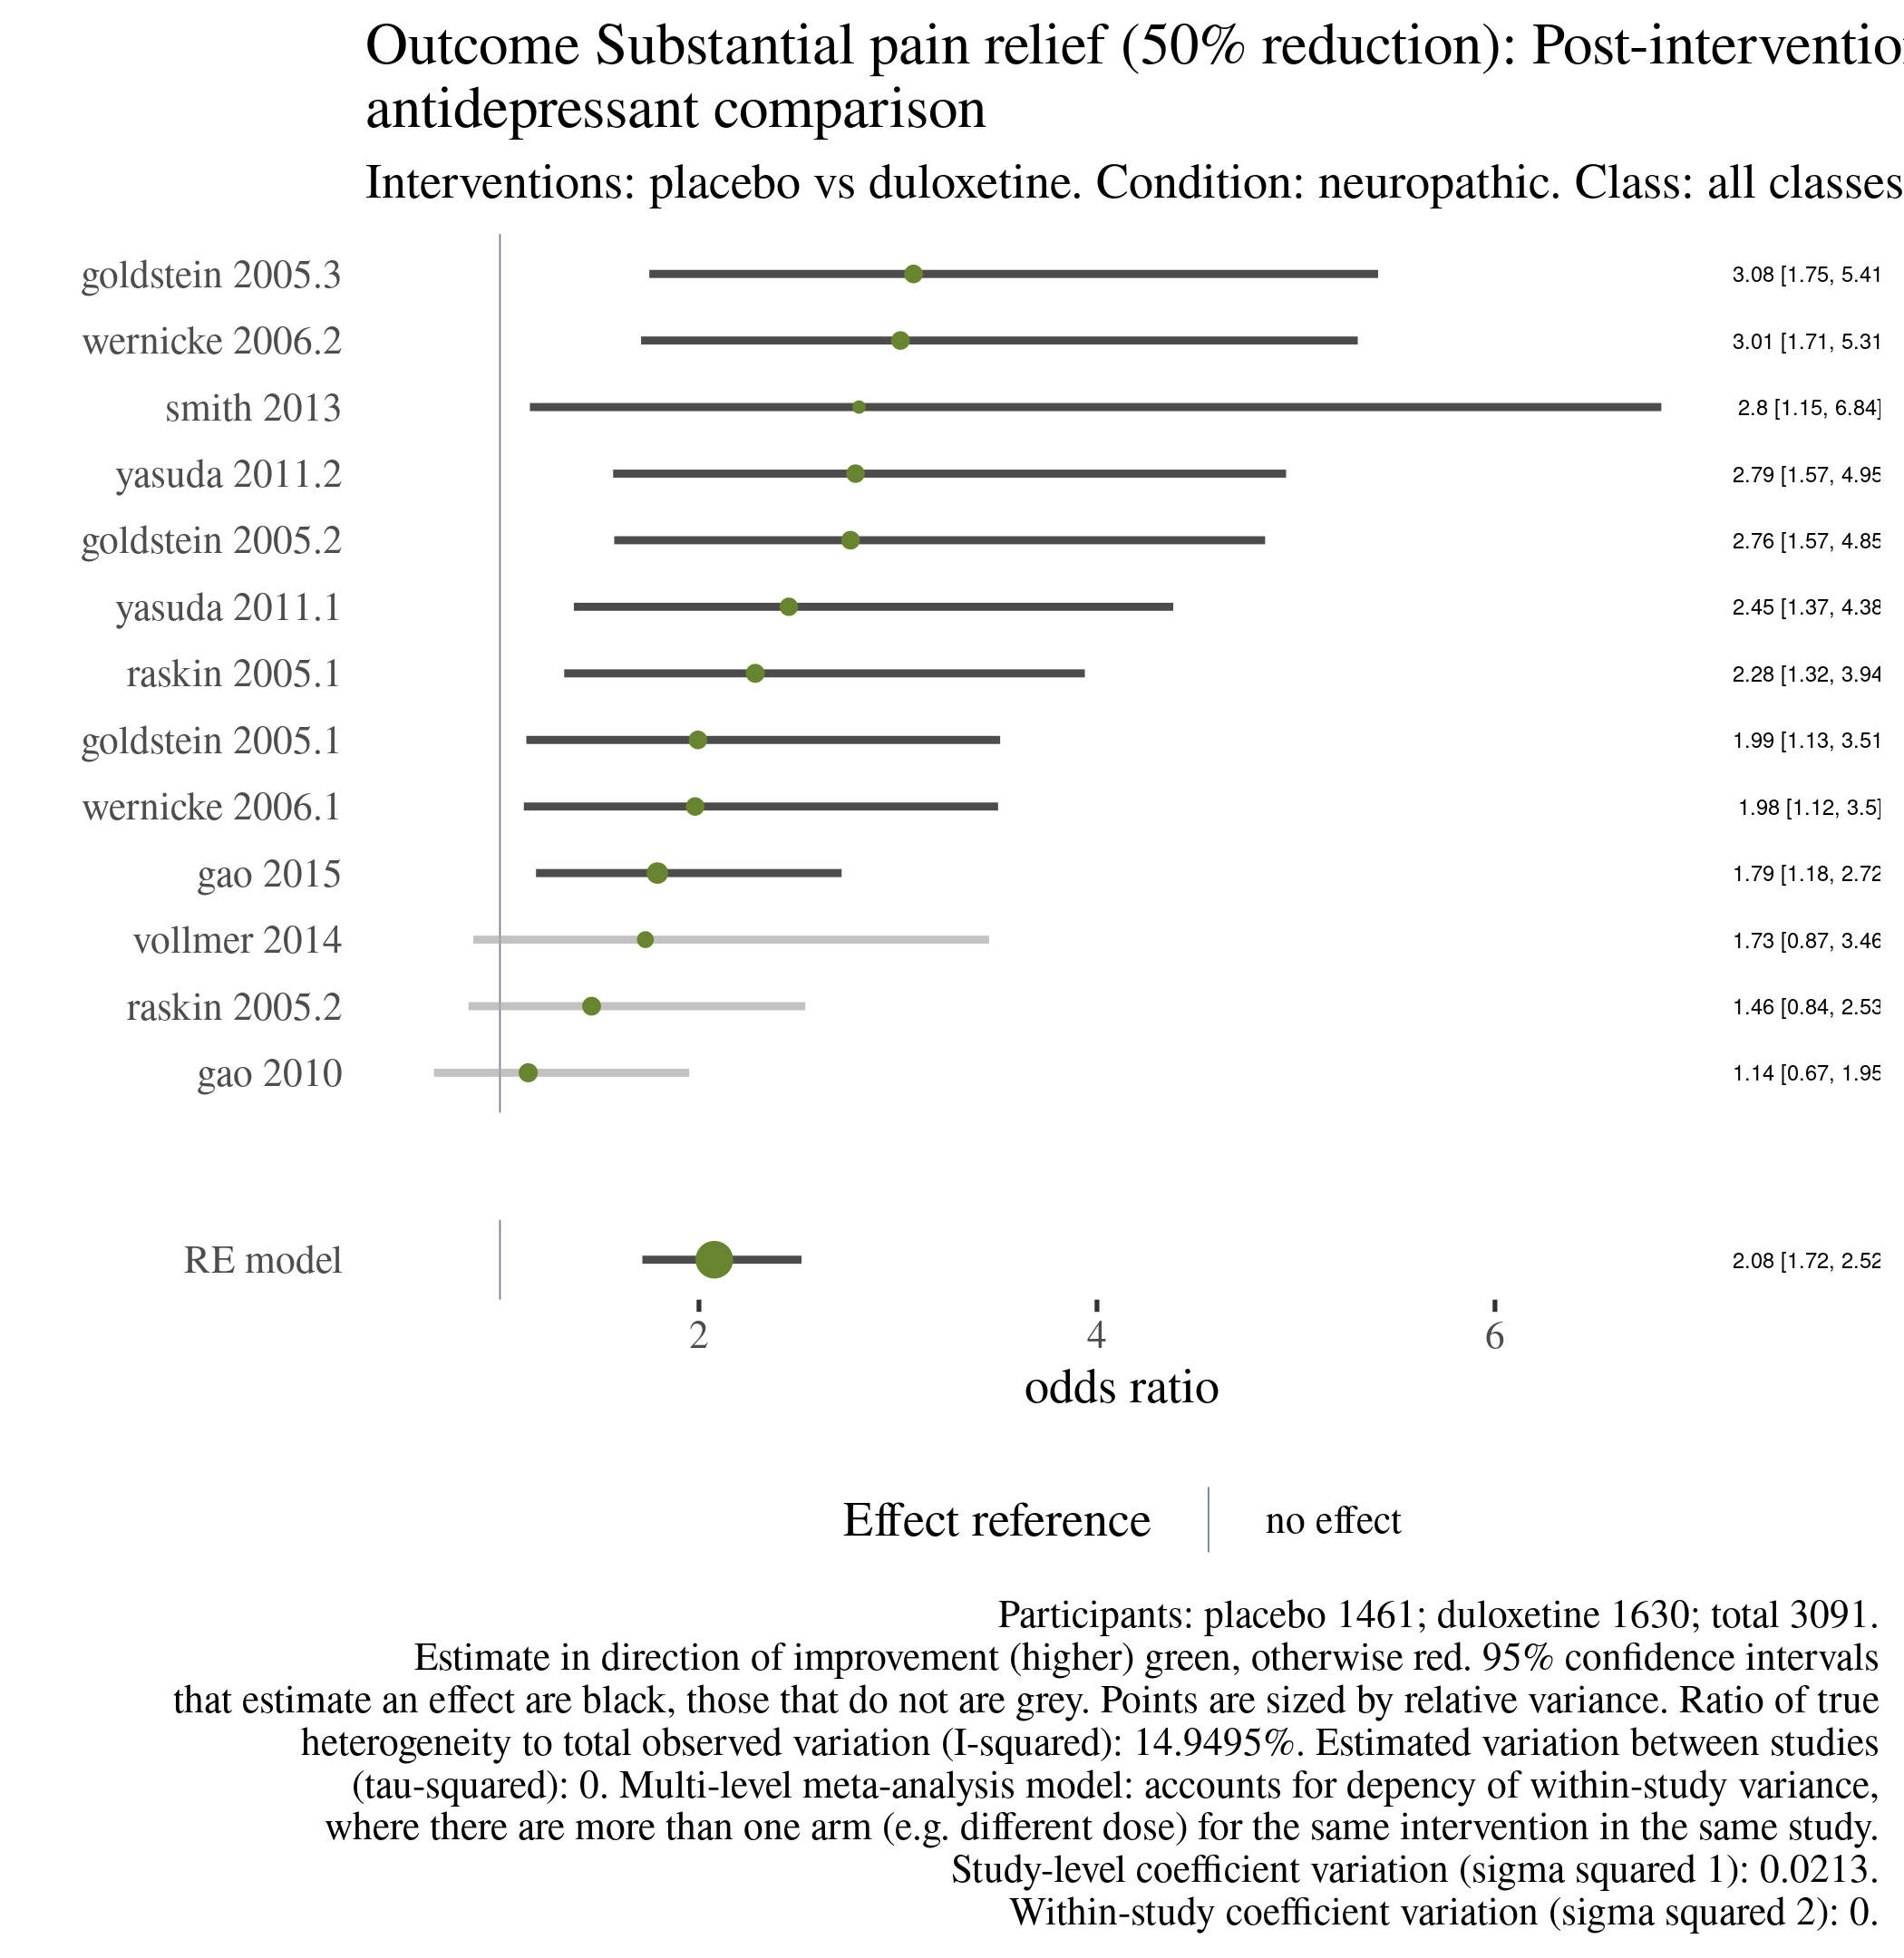 Outcome Substantial pain relief (50% reduction): Post-interventio
antidepressant comparison
Interventions: placebo vs duloxetine. Condition: neuropathic. Class: all classes
goldstein 2005.3 3.08 [1.75, 5.41
wernicke 2006.2 3.01 [1.71, 5.31
smith 2013 2.8 [1.15, 6.84]
yasuda 2011.2 2.79 [1.57, 4.95
goldstein 2005.2 2.76 [1.57, 4.85
yasuda 2011.1 2.45 [1.37, 4.38
raskin 2005.1 2.28 [1.32, 3.94
goldstein 2005.1 1.99 [1.13, 3.51
wernicke 2006.1 1.98 [1.12, 3.5]
gao 2015 1.79 [1.18, 2.72
vollmer 2014 1.73 [0.87, 3.46
raskin 2005.2 1.46 [0.84, 2.53
gao 2010 1.14 [0.67, 1.95
RE model 2.08 [1.72, 2.52
2 4 6
odds ratio
Effect reference no effect
Participants: placebo 1461; duloxetine 1630; total 3091.
Estimate in direction of improvement (higher) green, otherwise red. 95% confidence intervals
that estimate an effect are black, those that do not are grey. Points are sized by relative variance. Ratio of true
heterogeneity to total observed variation (I-squared): 14.9495%. Estimated variation between studies
(tau-squared): 0. Multi-level meta-analysis model: accounts for depency of within-study variance,
where there are more than one arm (e.g. different dose) for the same intervention in the same study.
Study-level coefficient variation (sigma squared 1): 0.0213.
Within-study coefficient variation (sigma squared 2): 0.